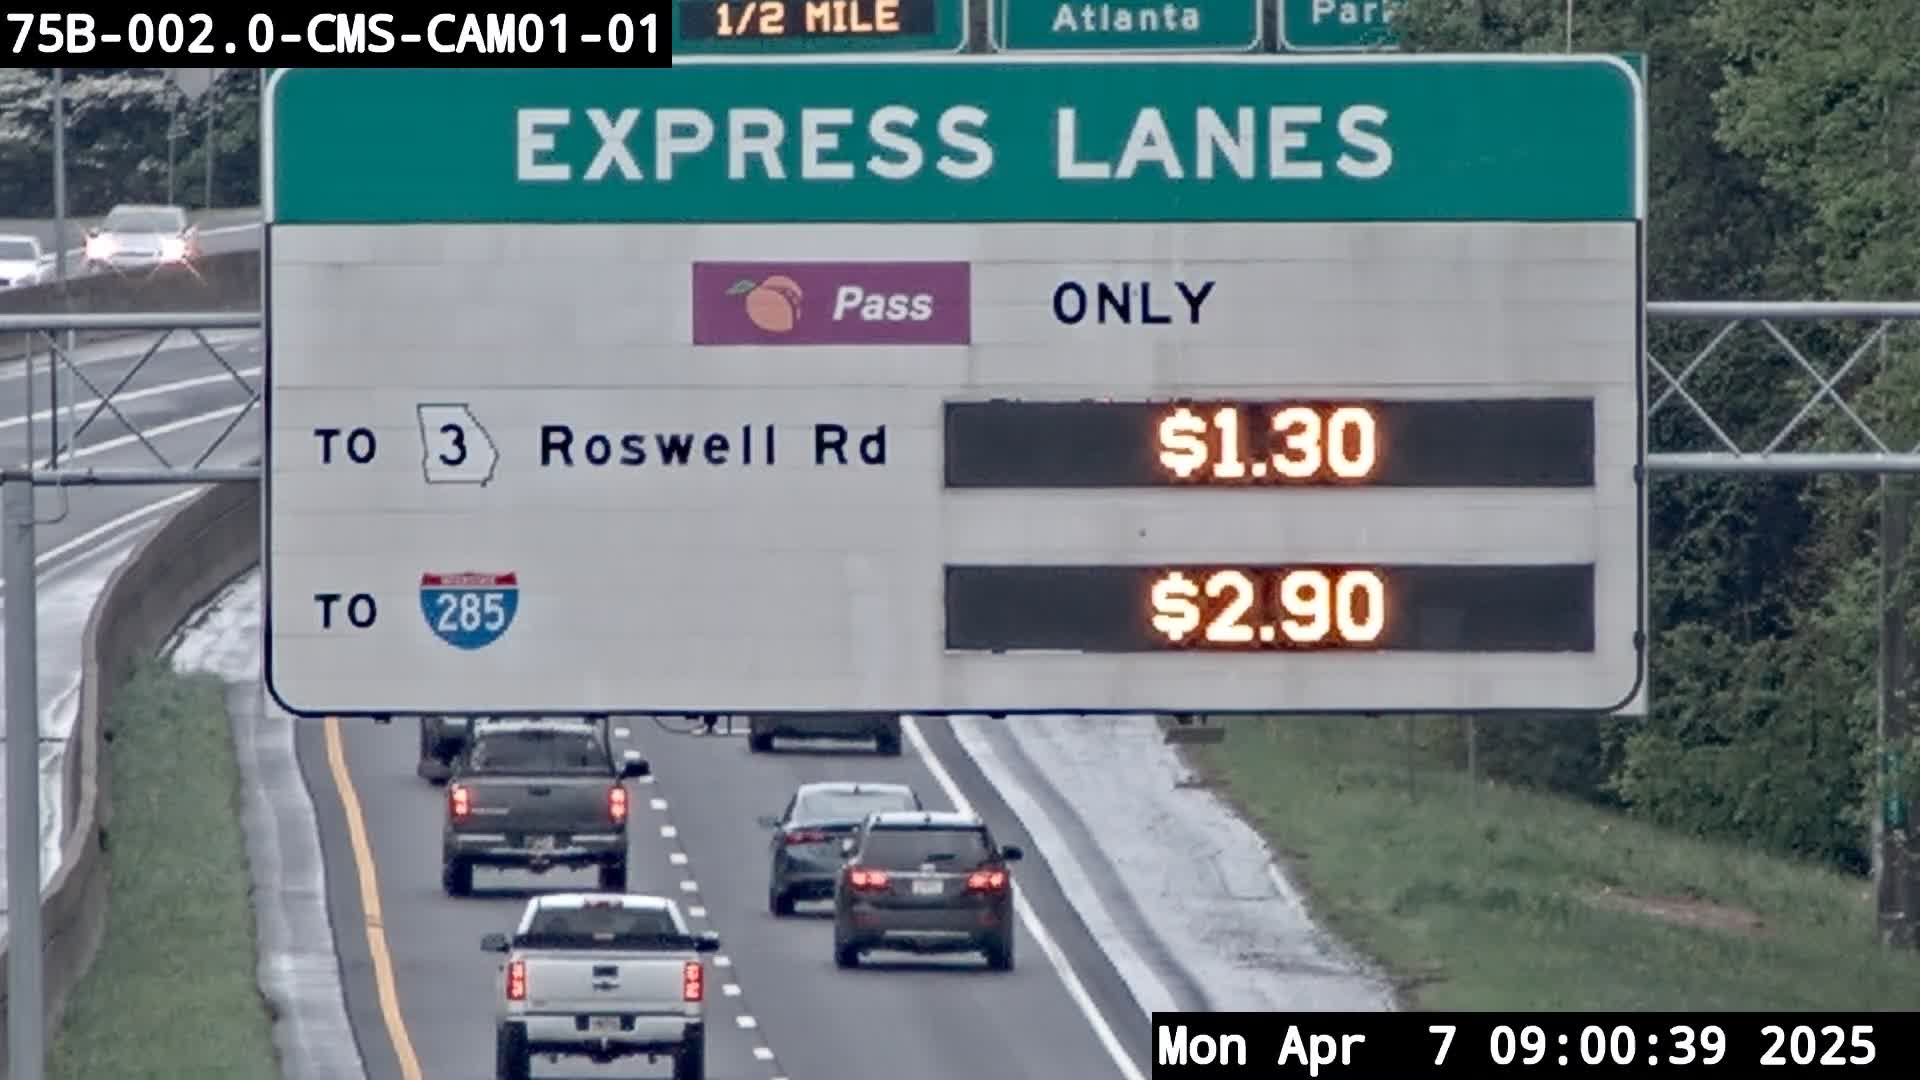 75B-002.0-CMS-CAM01-01
1/2 MILE
Atlanta
EXPRESS LANES
Pass ONLY
TO 3 Roswell Rd $1.30
TO 285 $2.90
Mon Apr 7 09:00:39 2025